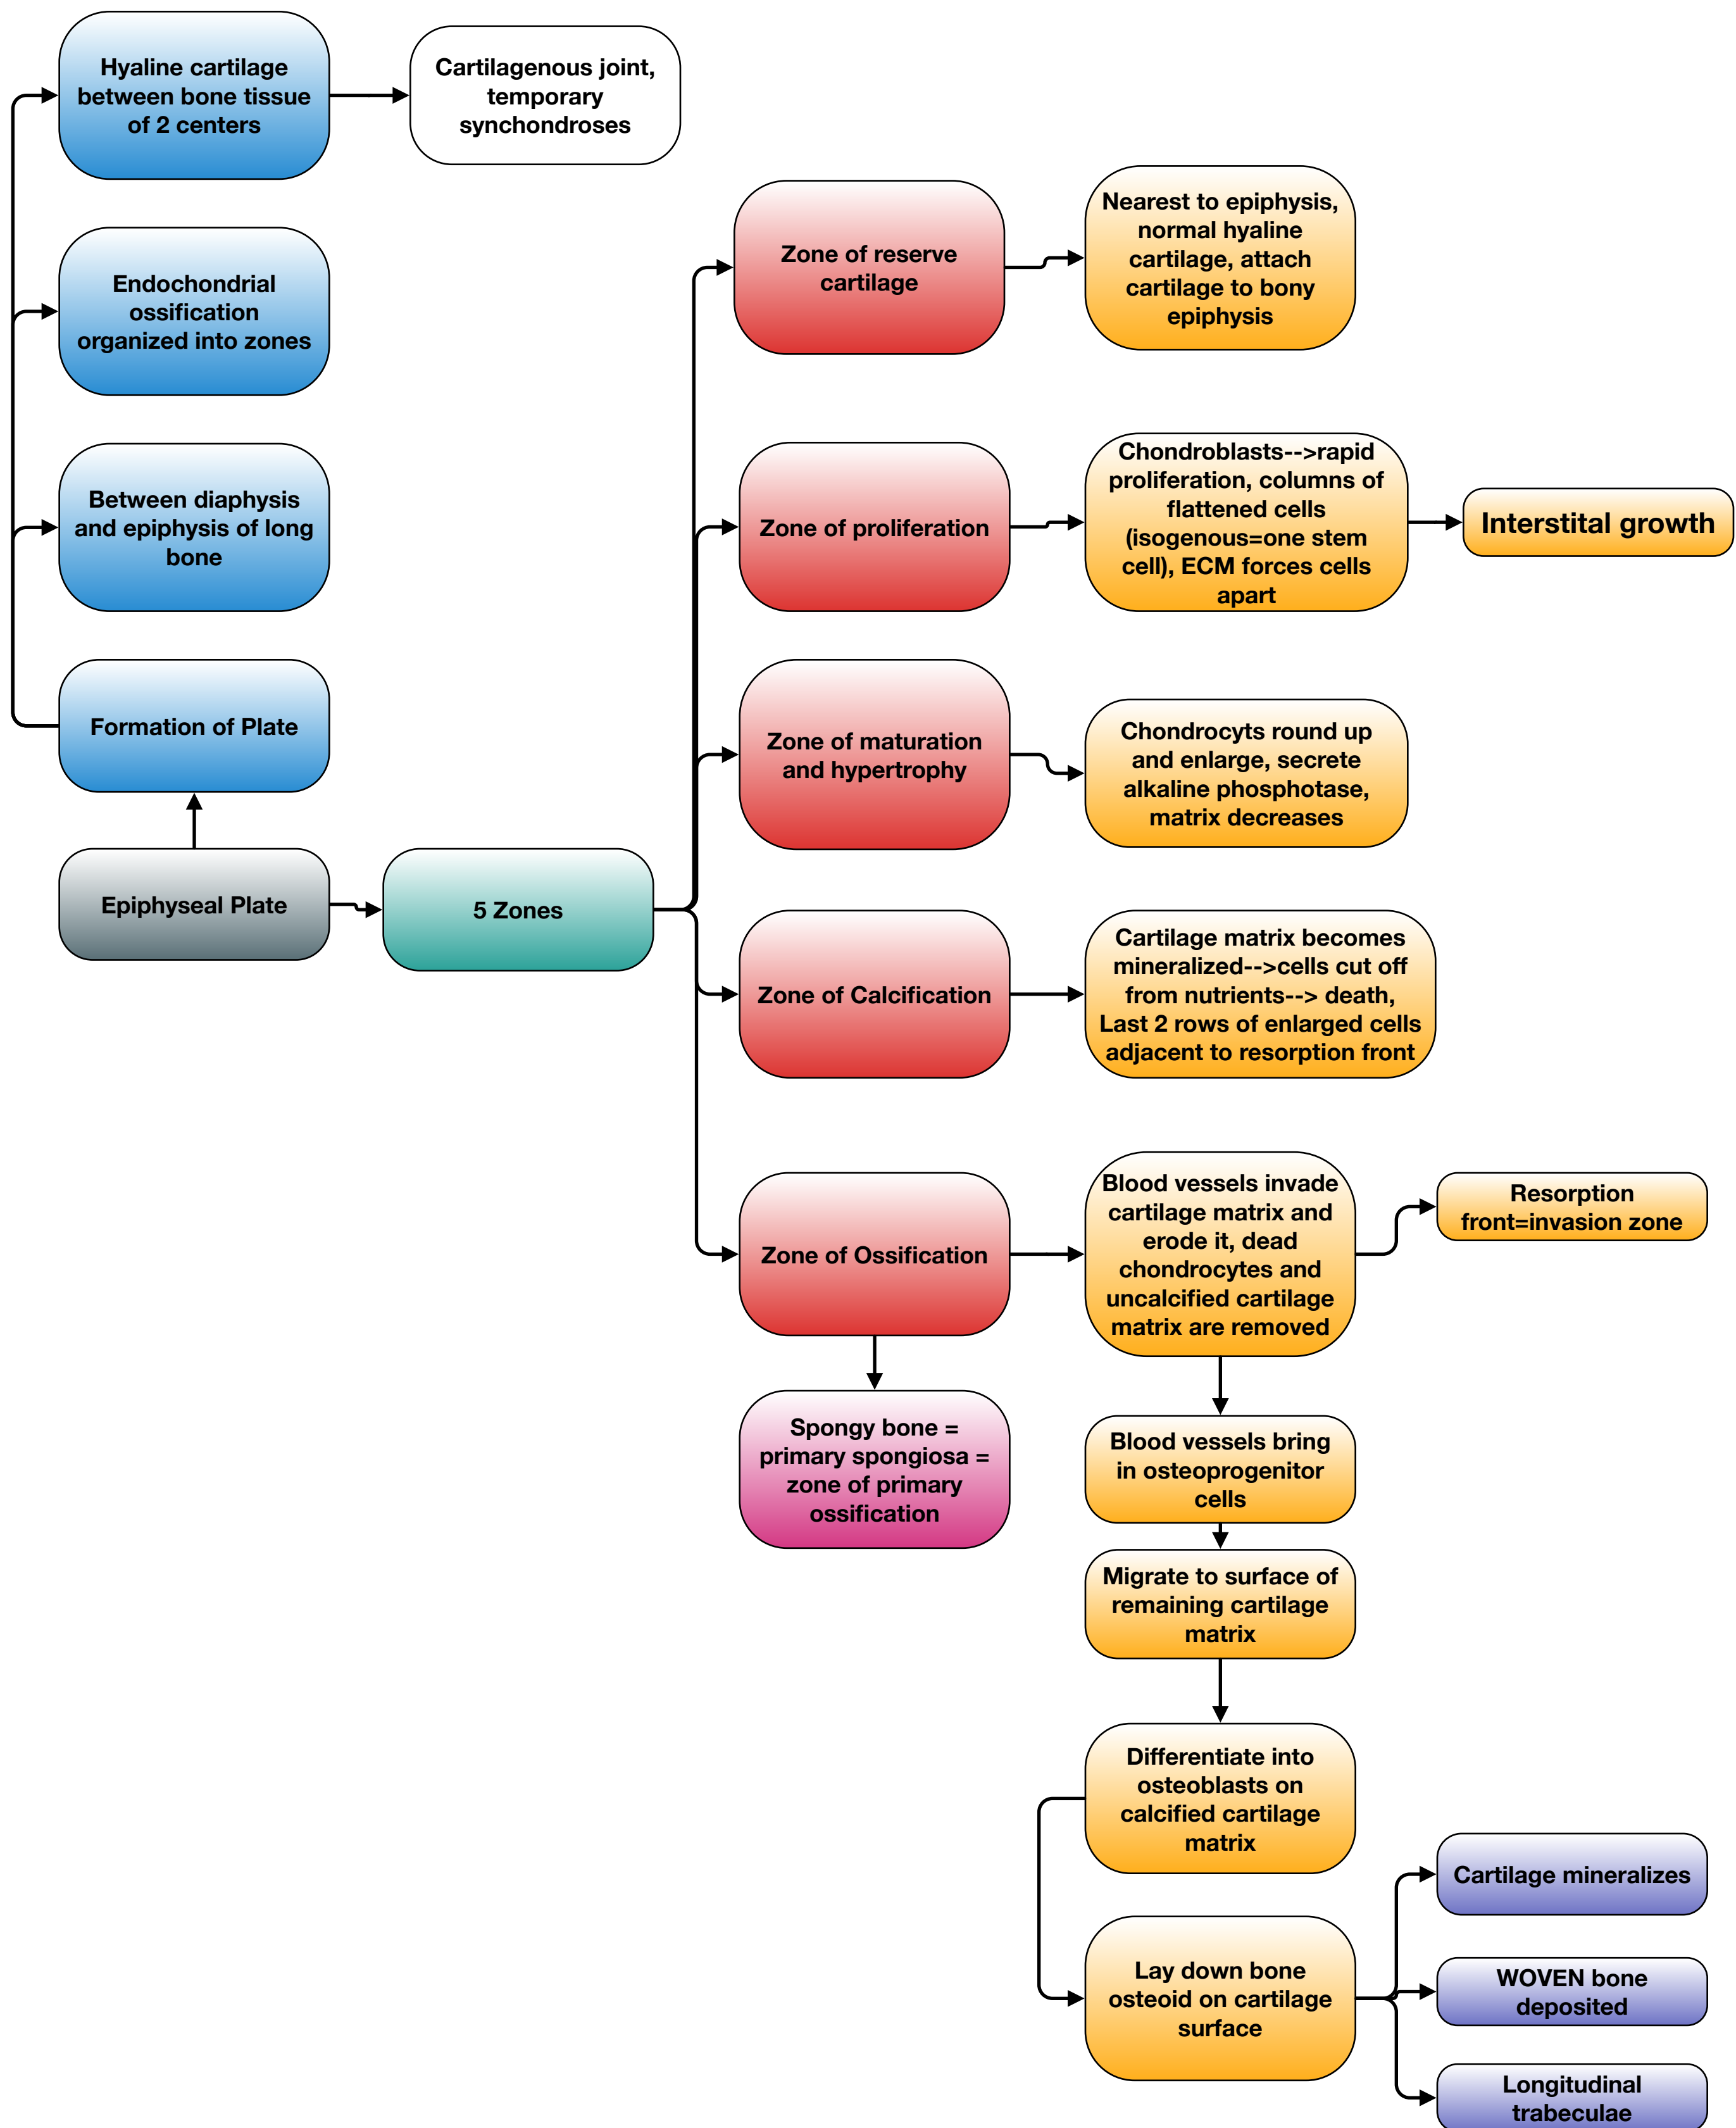 Hyaline cartilage
between bone tissue
of 2 centers
Cartilagenous joint,
temporary
synchondroses
Endochondrial
ossification
organized into zones
Between diaphysis
and epiphysis of long
bone
Formation of Plate
Epiphyseal Plate
5 Zones
Zone of reserve
cartilage
Nearest to epiphysis,
normal hyaline
cartilage, attach
cartilage to bony
epiphysis
Zone of proliferation
Chondroblasts-->rapid
proliferation, columns of
flattened cells
(isogenous=one stem
cell), ECM forces cells
apart
Interstital growth
Zone of maturation
and hypertrophy
Chondrocyts round up
and enlarge, secrete
alkaline phosphotase,
matrix decreases
Zone of Calcification
Cartilage matrix becomes
mineralized-->cells cut off
from nutrients--> death,
Last 2 rows of enlarged cells
adjacent to resorption front
Zone of Ossification
Blood vessels invade
cartilage matrix and
erode it, dead
chondrocytes and
uncalcified cartilage
matrix are removed
Resorption
front=invasion zone
Spongy bone =
primary spongiosa =
zone of primary
ossification
Blood vessels bring
in osteoprogenitor
cells
Migrate to surface of
remaining cartilage
matrix
Differentiate into
osteoblasts on
calcified cartilage
matrix
Lay down bone
osteoid on cartilage
surface
Cartilage mineralizes
WOVEN bone
deposited
Longitudinal
trabeculae